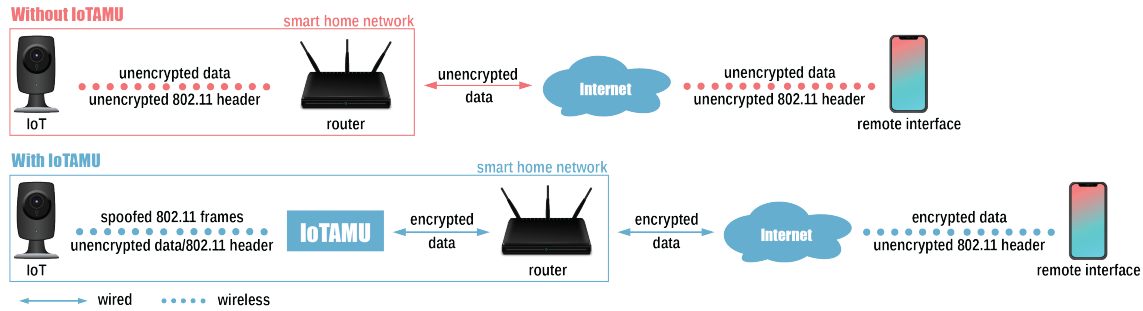 Without IoTAMU
smart home network
unencrypted data
unencrypted 802.11 header
IoT
router
unencrypted
data
Internet
unencrypted data
unencrypted 802.11 header
remote interface
With IoTAMU
smart home network
spoofed 802.11 frames
unencrypted data/802.11 header
IoT
IoTAMU
encrypted
data
router
encrypted
data
Internet
encrypted data
unencrypted 802.11 header
remote interface
wired
wireless